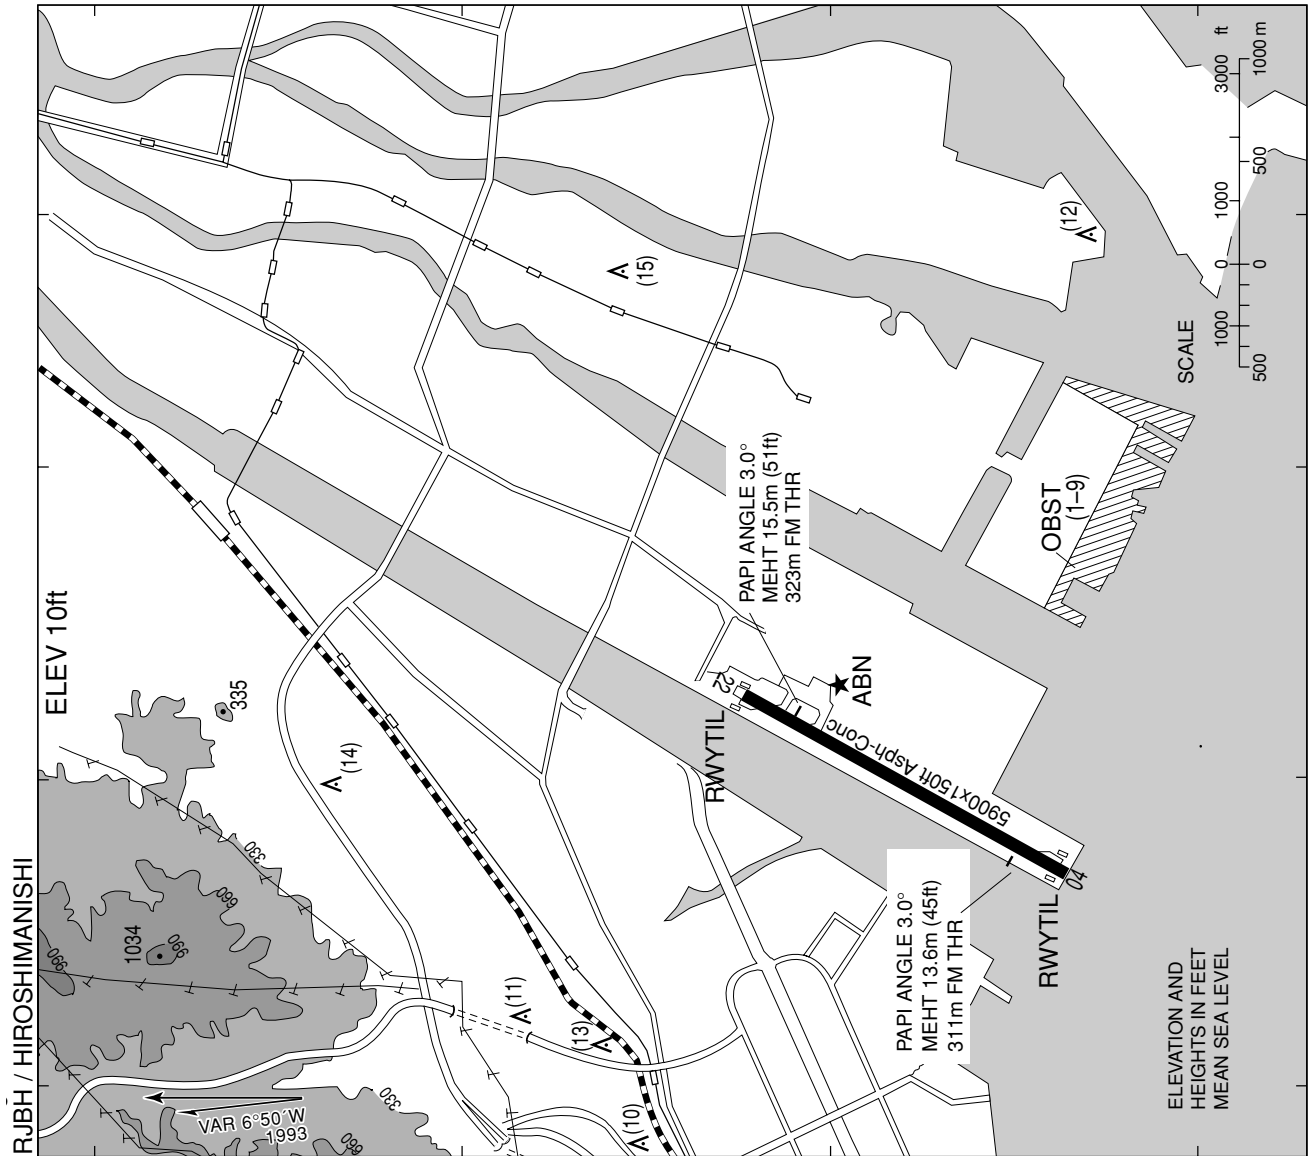 RJBH / HIROSHIMANISHI
ELEV 10ft
335
1034
990
990
660
330
330
660
VAR 6°50′W
1993
(14)
(11)
(13)
(10)
(15)
(12)
ft
3000
1000
0
1000
1000 m
500
0
500
SCALE
PAPI ANGLE 3.0°
MEHT 15.5m (51ft)
323m FM THR
OBST
(1–9)
22
RWYTIL
ABN
5900x150ft Asph-Conc
04
RWYTIL
PAPI ANGLE 3.0°
MEHT 13.6m (45ft)
311m FM THR
ELEVATION AND
HEIGHTS IN FEET
MEAN SEA LEVEL